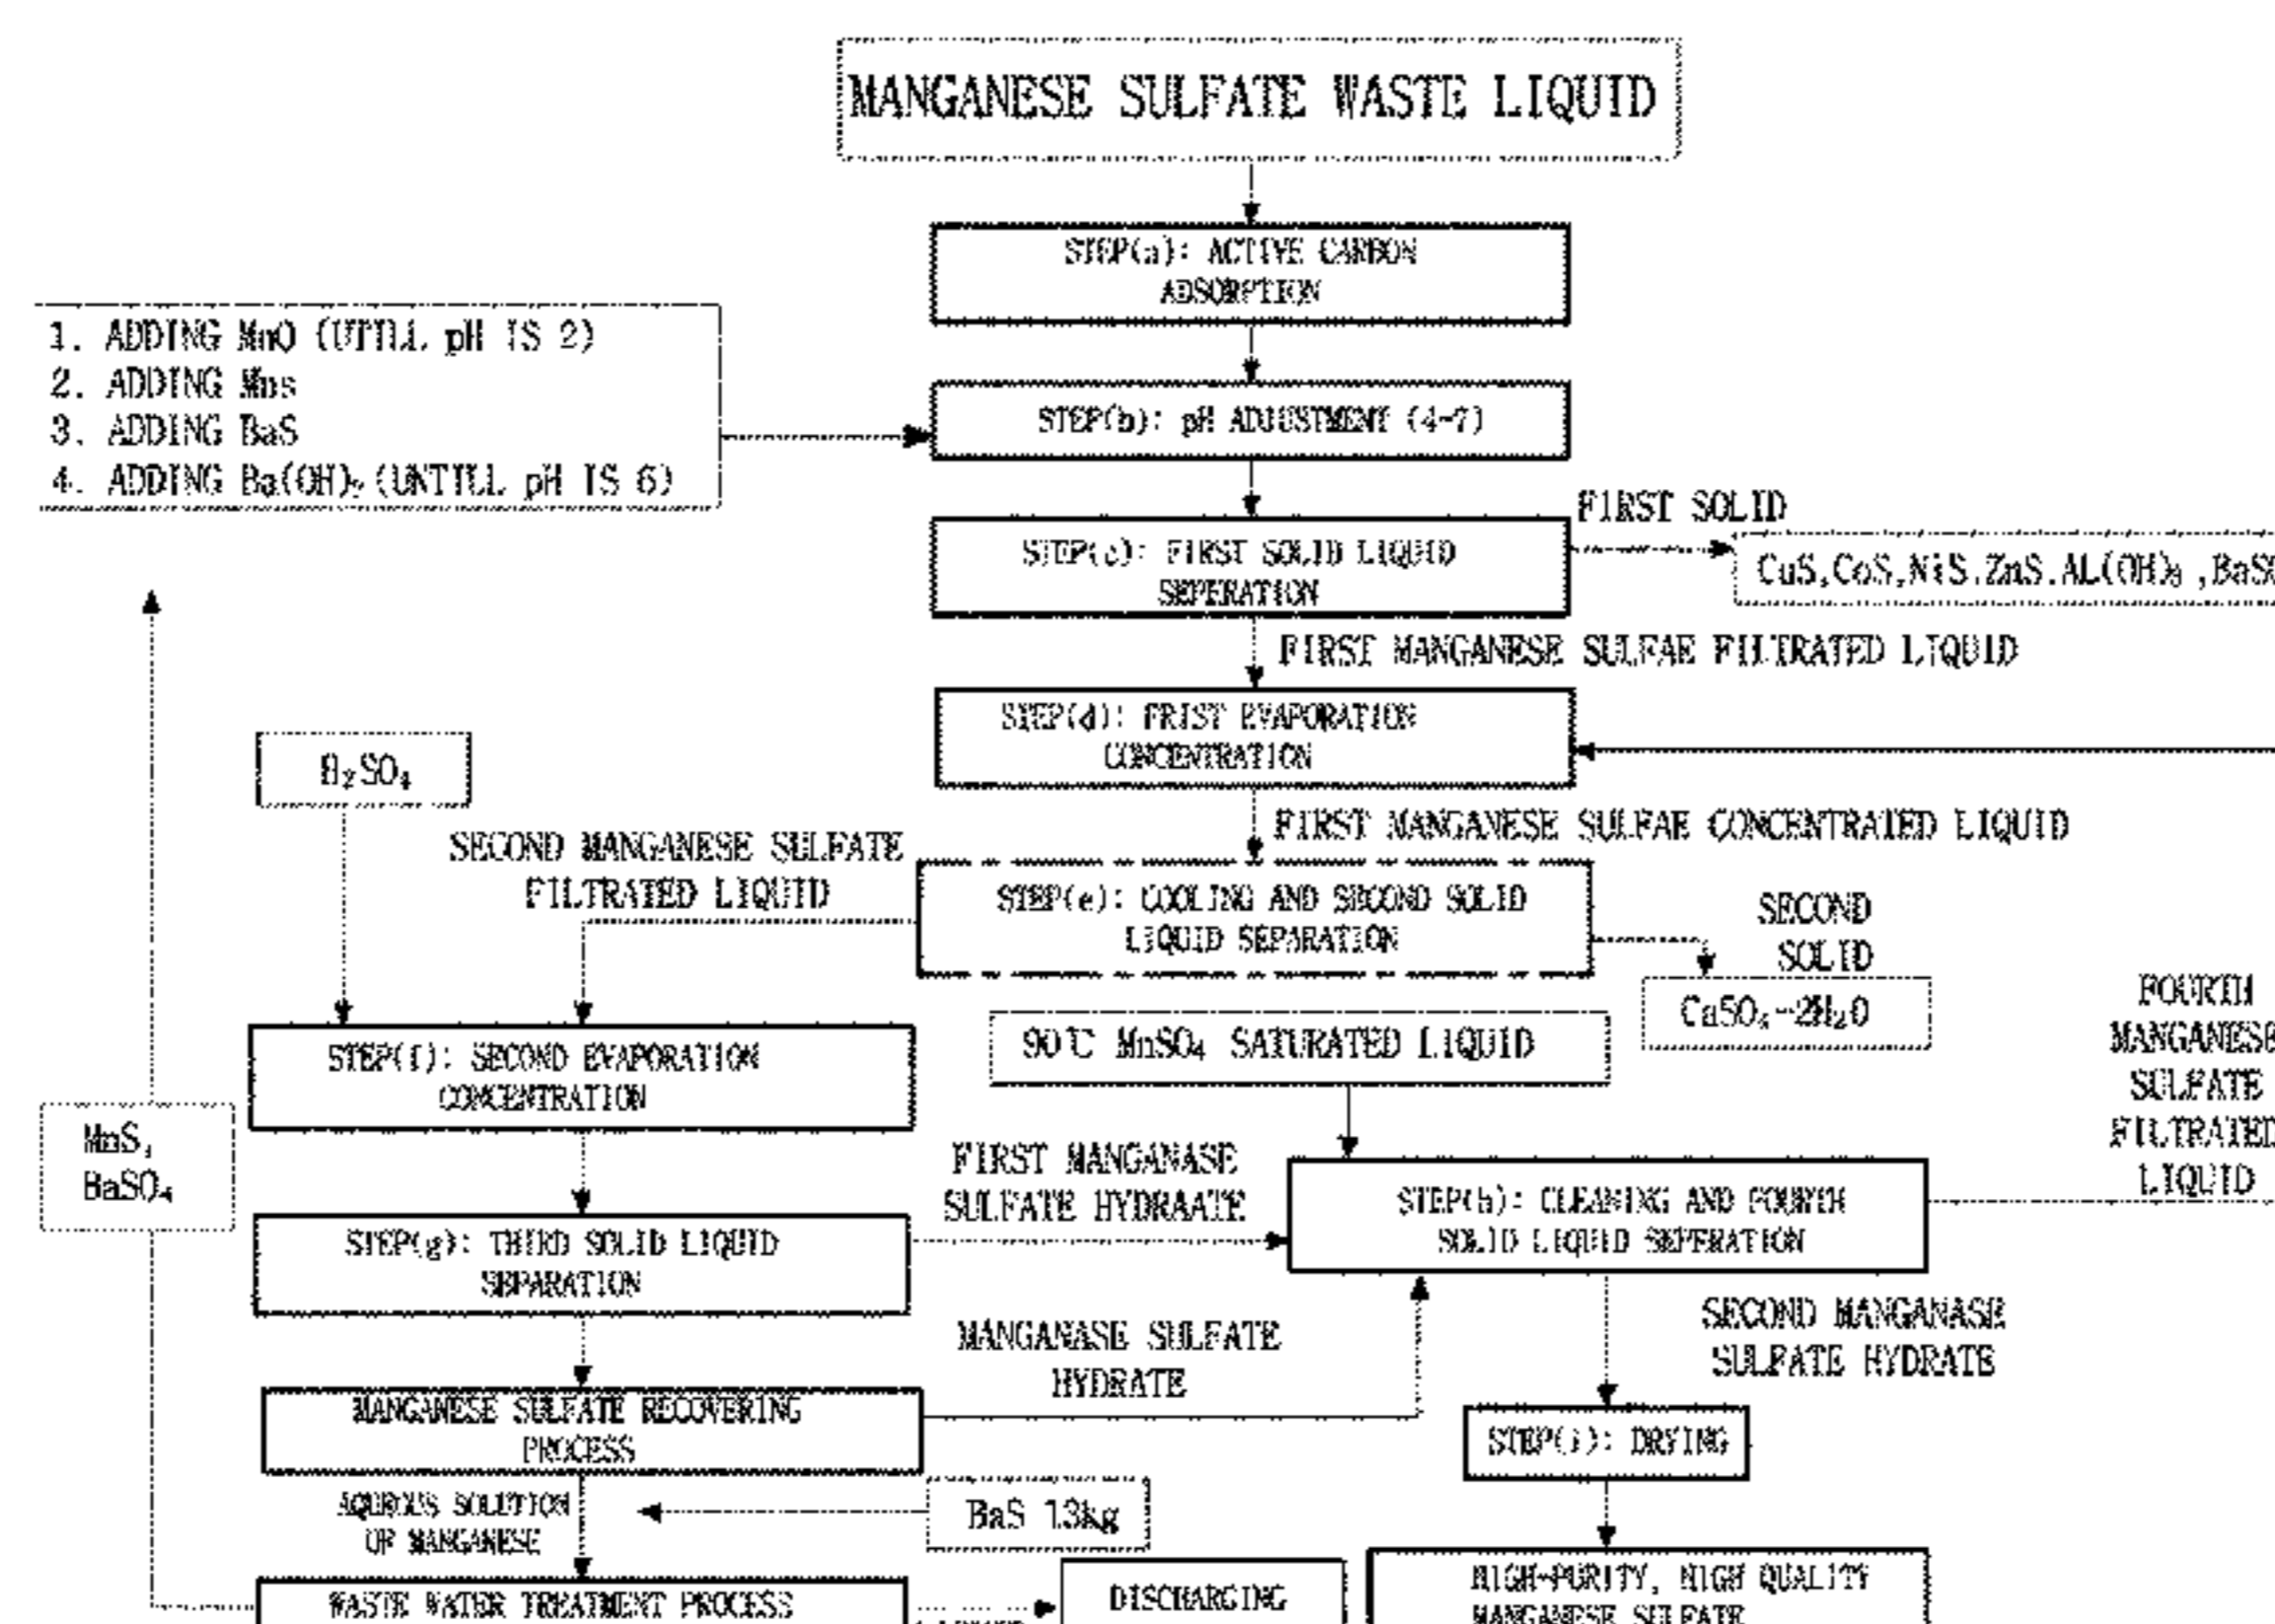 MANGANESE SULFATE WASTE LIQUID
STEP(a): ACTIVE CARBON
ADSORPTION
1. ADDING MnO (UTILL pH IS 2)
2. ADDING Mns
3. ADDING BaS
4. ADDING Ba(OH)₂ (UNTILL pH IS 6)
STEP(b): pH ADJUSTMENT (4-7)
FIRST SOLID
STEP(c): FIRST SOLID LIQUID
SEPERATION
CuS,CoS,NiS.ZnS.AL(OH)₃ ,BaSO
FIRST MANGANESE SULFAE FILTRATED LIQUID
STEP(d): FRIST EVAPORATION
CONCENTRATION
H₂SO₄
FIRST MANGANESE SULFAE CONCENTRATED LIQUID
SECOND MANGANESE SULFATE
FILTRATED LIQUID
STEP(e): COOLING AND SECOND SOLID
LIQUID SEPARATION
SECOND
SOLID
CaSO₄-2H₂O
90℃ MnSO₄ SATURATED LIQUID
FOURTH
MANGANESE
SULFATE
FILTRATED
LIQUID
STEP(f): SECOND EVAPORATION
CONCENTRATION
MnS,
BaSO₄
FIRST MANGANASE
SULFATE HYDRAATE
STEP(h): CLEANING AND FOURTH
SOLID LIQUID SEPERATION
STEP(g): THIRD SOLID LIQUID
SEPARATION
MANGANASE SULFATE
HYDRATE
SECOND MANGANASE
SULFATE HYDRATE
MANGANESE SULFATE RECOVERING
PROCESS
STEP(i): DRYING
AQUEOUS SOLUTION
OF MANGANESE
BaS 13kg
WASTE WATER TREATMENT PROCESS
DISCHARGING
HIGH-PURITY, HIGH QUALITY
MANGANESE SULFATE